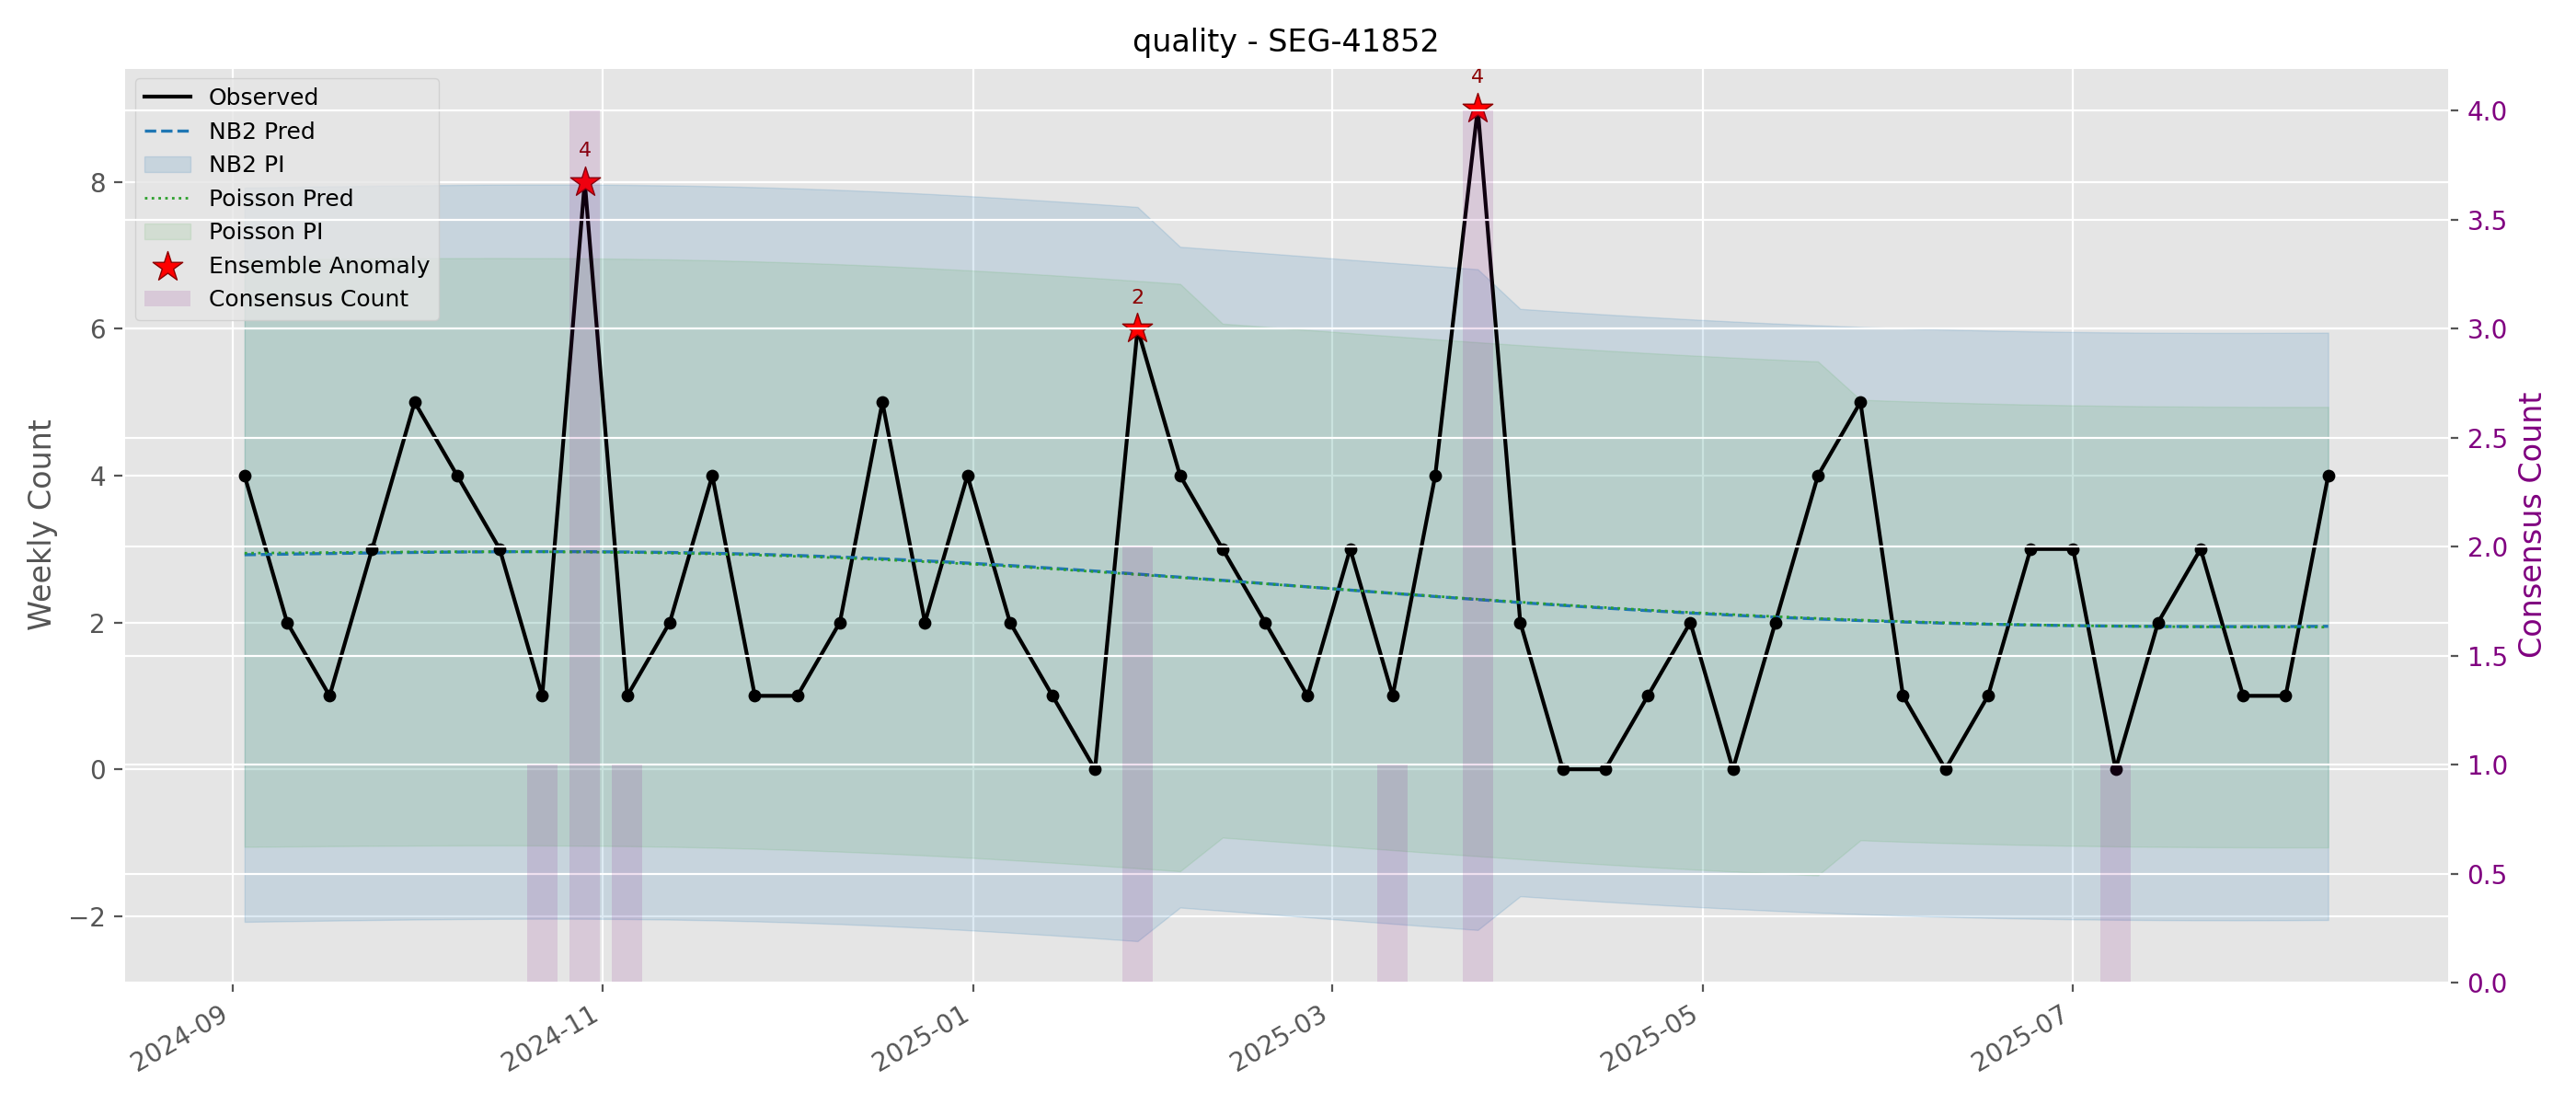 quality - SEG-41852
Observed
NB2 Pred
NB2 PI
Poisson Pred
Poisson PI
Ensemble Anomaly
Consensus Count
4
2
4
Weekly Count
8
6
4
2
0
−2
4.0
3.5
3.0
2.5
2.0
1.5
1.0
0.5
0.0
Consensus Count
2024-09
2024-11
2025-01
2025-03
2025-05
2025-07